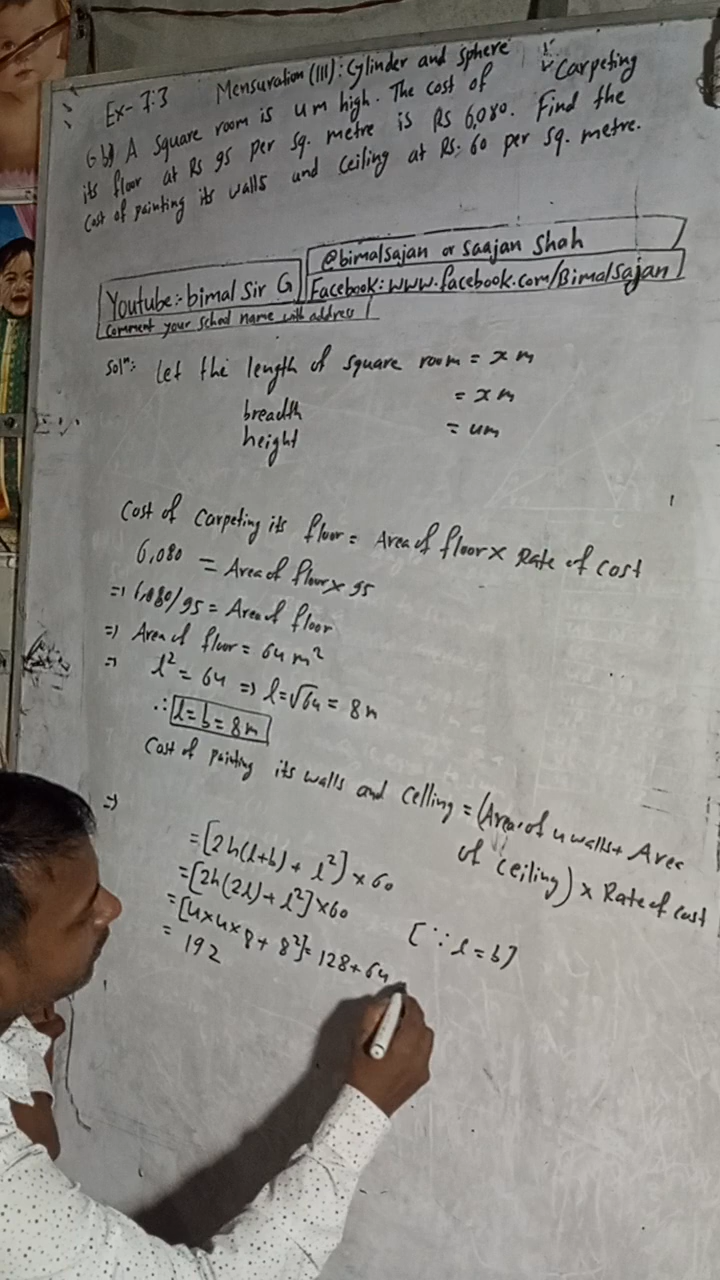 Ex- 7.3 Mensuration (III): Cylinder and sphere
6 b) A square room is 4m high. The cost of Carpeting
its floor at Rs 95 per sq. metre is Rs 6,080. Find the
cost of painting its walls and ceiling at Rs. 60 per sq. metre.
@bimalsajan or Saajan Shah
Youtube:- bimal Sir G
Facebook: www.facebook.com/Bimalsajan
Comment your school name with address
Solⁿ: Let the length of square room = x m
breadth = x m
height = 4m
Cost of carpeting its floor = Area of floor × Rate of cost
6,080 = Area of floor × 95
=> 6,080/95 = Area of floor
=> Area of floor = 64 m²
=> l² = 64 => l = √64 = 8m
∴ l = b = 8m
=> Cost of painting its walls and celling = (Area of 4 walls + Area
of ceiling) × Rate of cost
= [2h(l+b) + l²] × 60
= [2h(2l) + l²] × 60 [∵ l = b]
= [4×4×8 + 8²] = 128 + 64
= 192